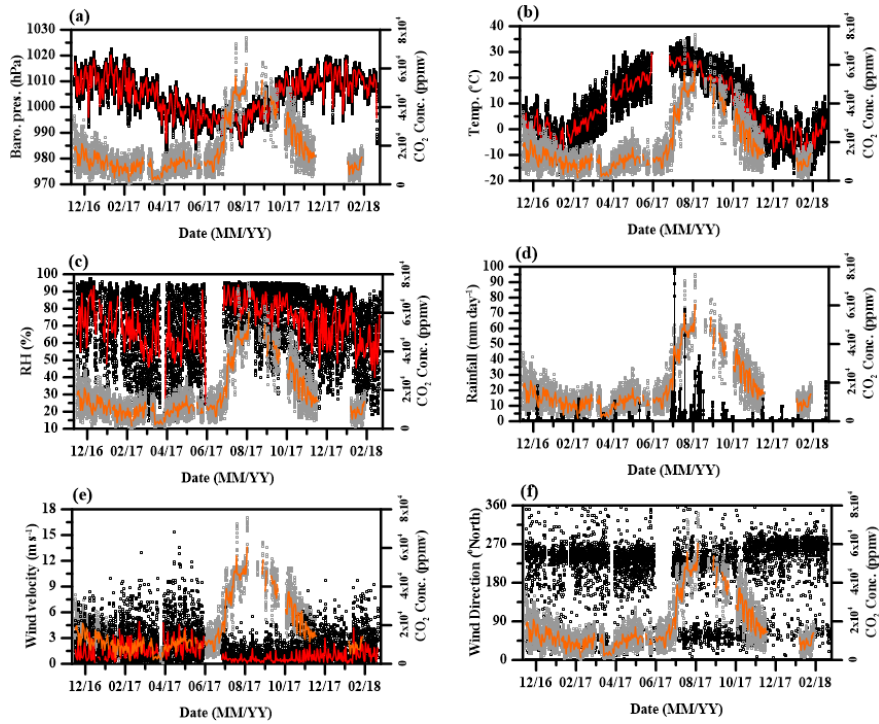 (a)
1030
1020
1010
1000
990
980
970
Baro. pres. (hPa)
8x10⁴
6x10⁴
4x10⁴
2x10⁴
0
CO₂ Conc. (ppmv)
12/16 02/17 04/17 06/17 08/17 10/17 12/17 02/18
Date (MM/YY)
(b)
40
30
20
10
0
-10
-20
Temp. (°C)
8x10⁴
6x10⁴
4x10⁴
2x10⁴
0
CO₂ Conc. (ppmv)
12/16 02/17 04/17 06/17 08/17 10/17 12/17 02/18
Date (MM/YY)
(c)
100
90
80
70
60
50
40
30
20
10
RH (%)
8x10⁴
6x10⁴
4x10⁴
2x10⁴
0
CO₂ Conc. (ppmv)
12/16 02/17 04/17 06/17 08/17 10/17 12/17 02/18
Date (MM/YY)
(d)
100
90
80
70
60
50
40
30
20
10
0
Rainfall (mm day⁻¹)
8x10⁴
6x10⁴
4x10⁴
2x10⁴
0
CO₂ Conc. (ppmv)
12/16 02/17 04/17 06/17 08/17 10/17 12/17 02/18
Date (MM/YY)
(e)
18
15
12
9
6
3
0
Wind velocity (m s⁻¹)
8x10⁴
6x10⁴
4x10⁴
2x10⁴
0
CO₂ Conc. (ppmv)
12/16 02/17 04/17 06/17 08/17 10/17 12/17 02/18
Date (MM/YY)
(f)
360
270
180
90
0
Wind Direction (⁰North)
8x10⁴
6x10⁴
4x10⁴
2x10⁴
0
CO₂ Conc. (ppmv)
12/16 02/17 04/17 06/17 08/17 10/17 12/17 02/18
Date (MM/YY)